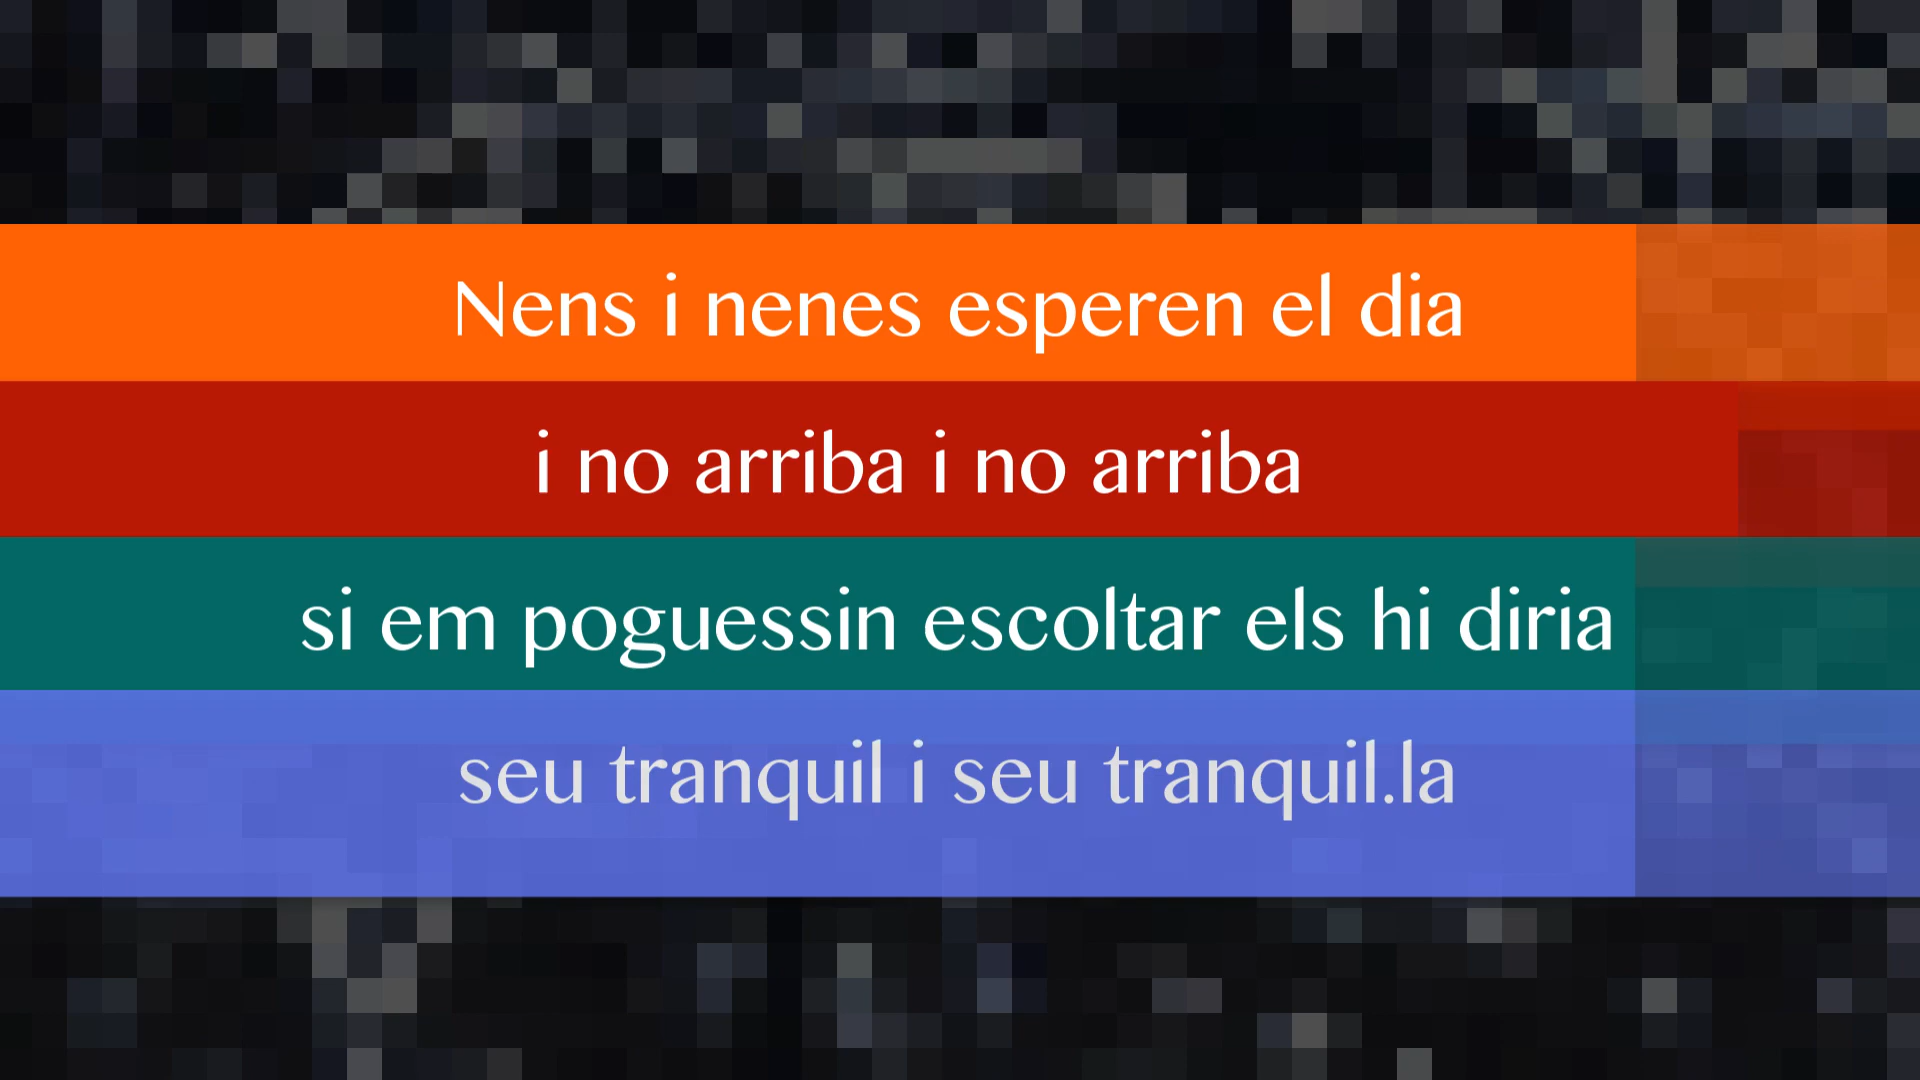 Nens i nenes esperen el dia
i no arriba i no arriba
si em poguessin escoltar els hi diria
seu tranquil i seu tranquil.la